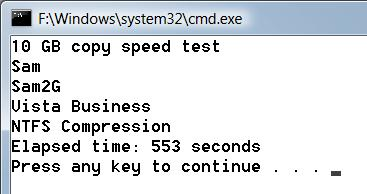 F:\Windows\system32\cmd.exe
10 GB copy speed test
Sam
Sam2G
Vista Business
NTFS Compression
Elapsed time: 553 seconds
Press any key to continue . . .